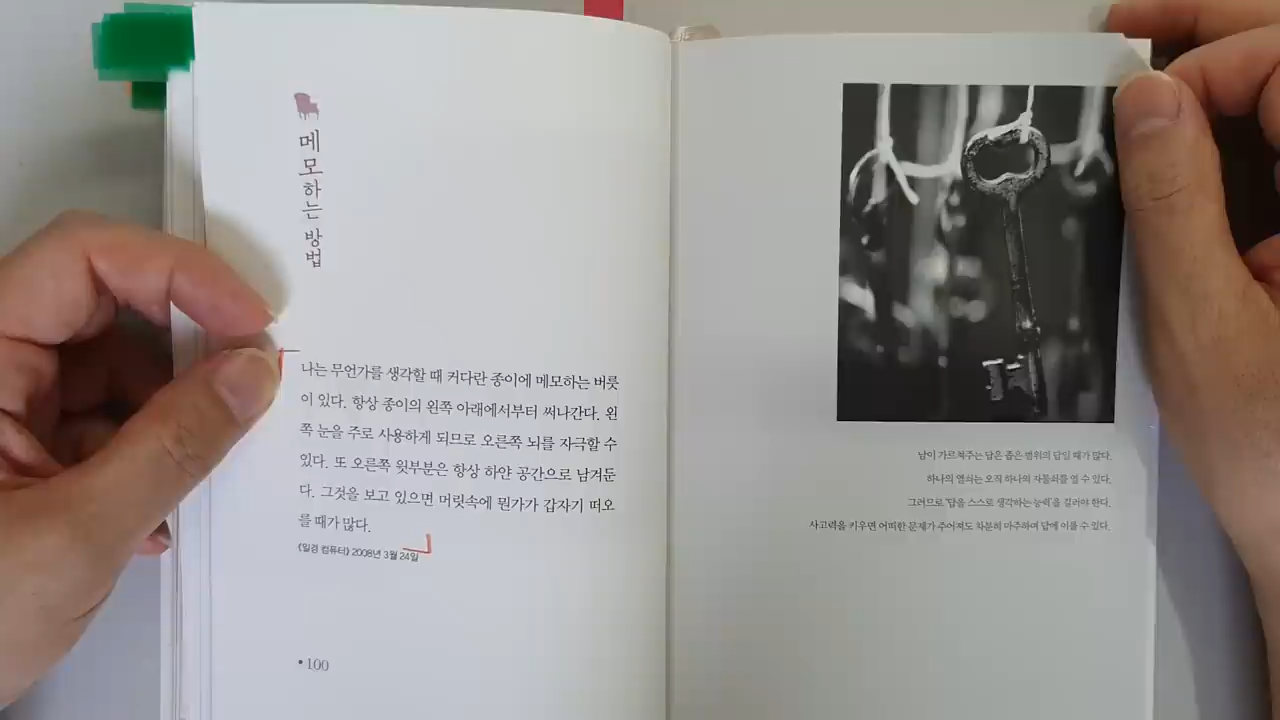 메모하는 방법
나는 무언가를 생각할 때 커다란 종이에 메모하는 버릇
이 있다. 항상 종이의 왼쪽 아래에서부터 써나간다. 왼
쪽 눈을 주로 사용하게 되므로 오른쪽 뇌를 자극할 수
있다. 또 오른쪽 윗부분은 항상 하얀 공간으로 남겨둔
다. 그것을 보고 있으면 머릿속에 뭔가가 갑자기 떠오
를 때가 많다.
《일경 컴퓨터》 2008년 3월 24일
• 100
남이 가르쳐주는 답은 좁은 범위의 답일 때가 많다.
하나의 열쇠는 오직 하나의 자물쇠를 열 수 있다.
그러므로 '답을 스스로 생각하는 능력'을 길러야 한다.
사고력을 키우면 어떠한 문제가 주어져도 차분히 마주하여 답에 이를 수 있다.